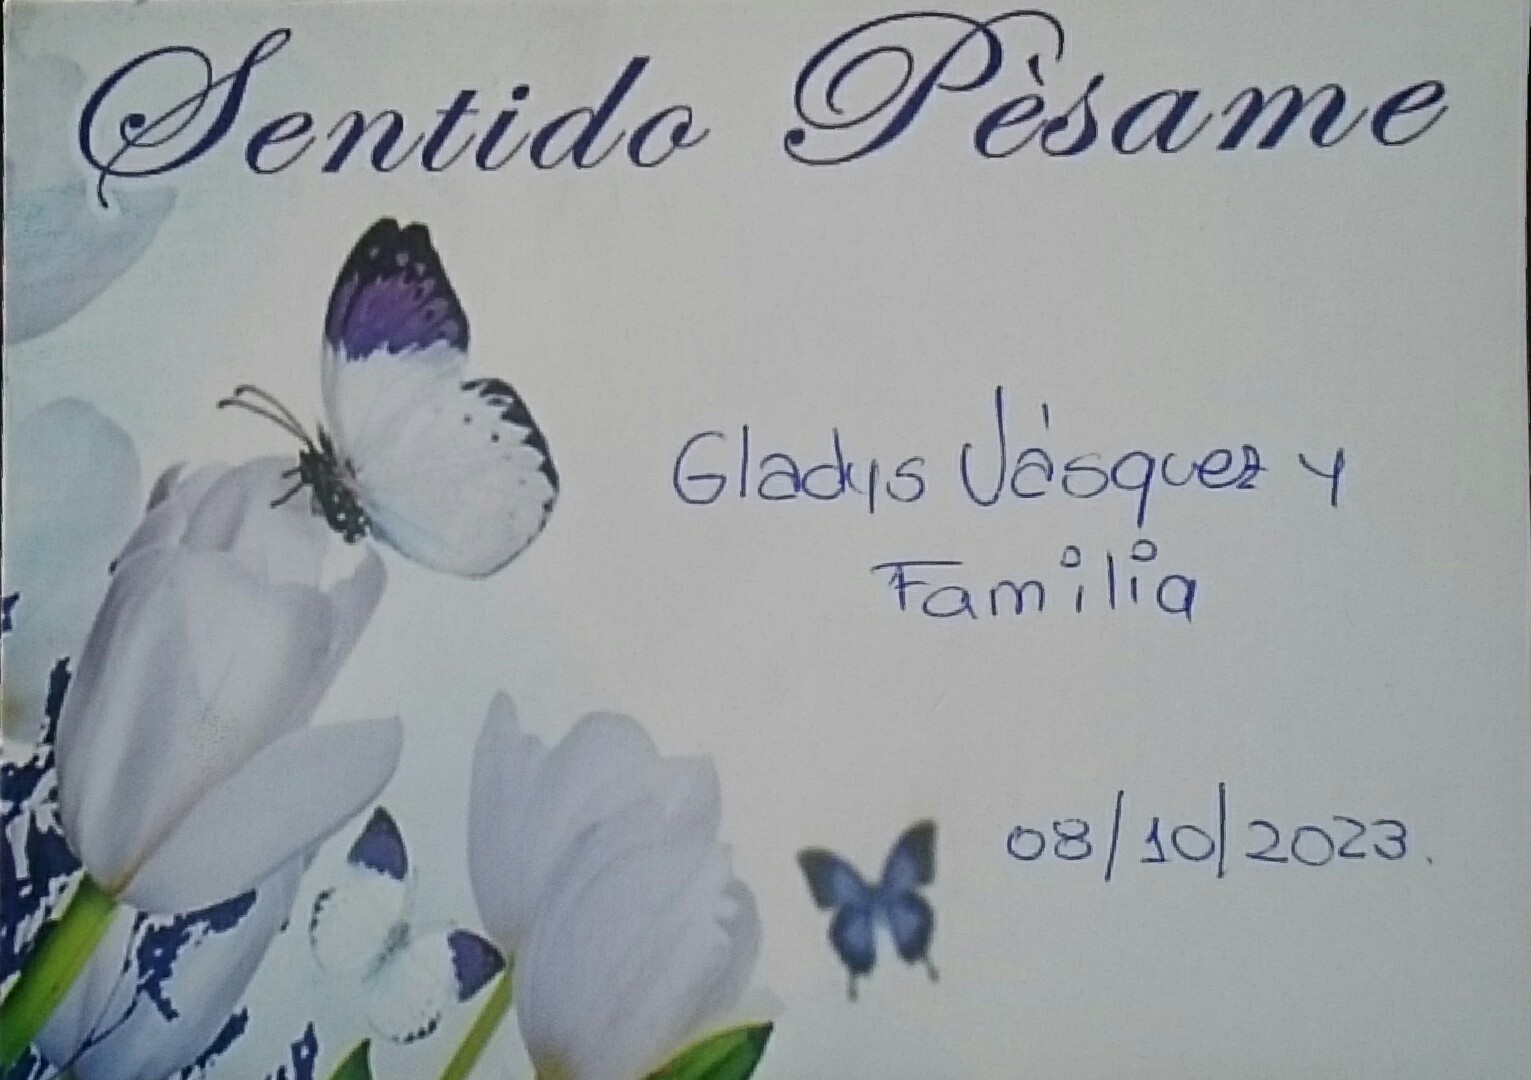 Sentido Pèsame
Gladys Vásquez y
Familia
08/10/2023.